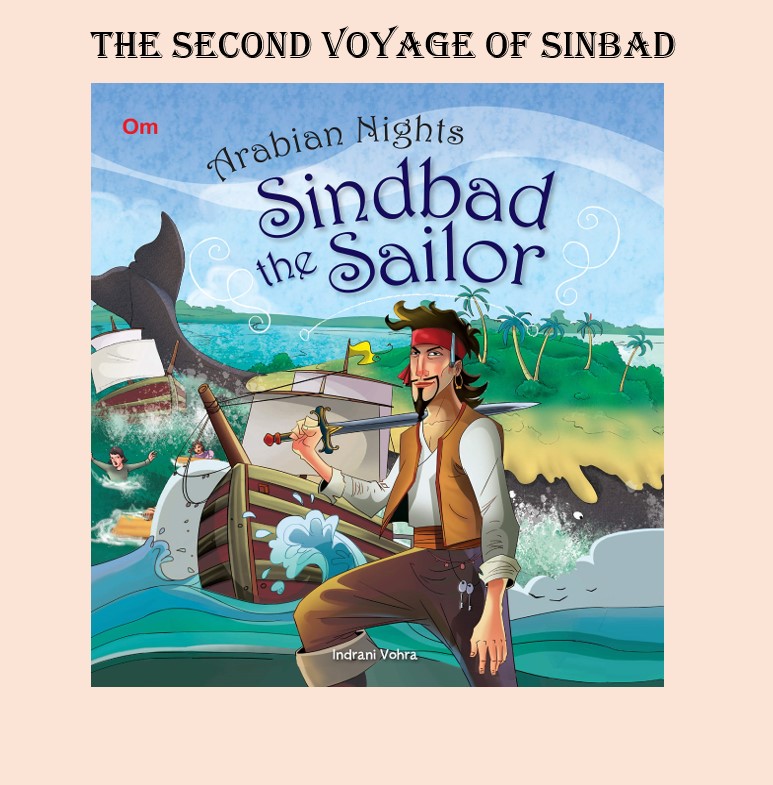 THE SECOND VOYAGE OF SINBAD
Om
Arabian Nights
Sindbad
the Sailor
Indrani Vohra